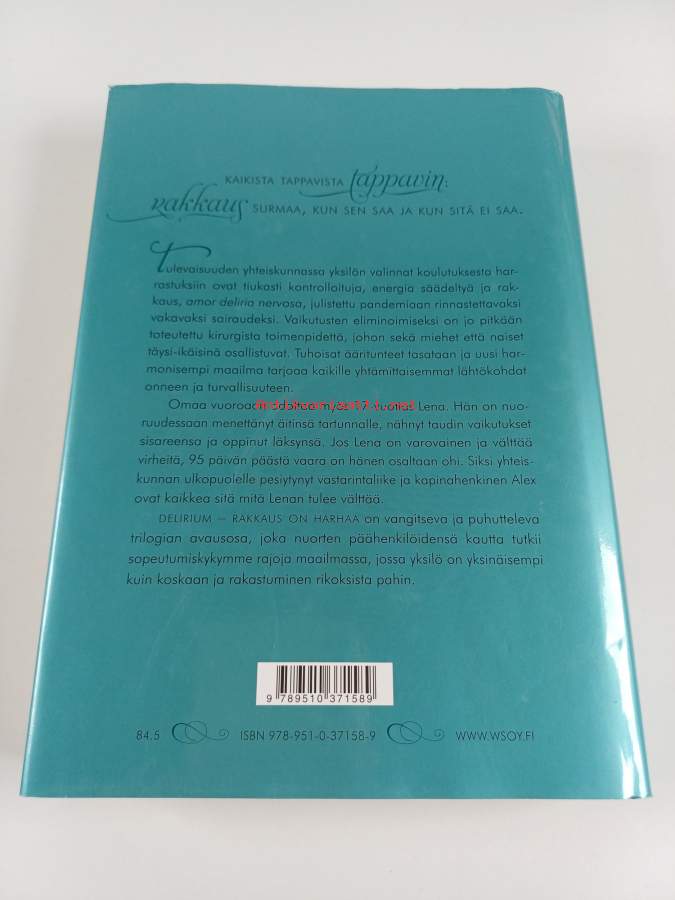 KAIKISTA TAPPAVISTA tappavin:
rakkaus SURMAA, KUN SEN SAA JA KUN SITÄ EI SAA.
Tulevaisuuden yhteiskunnassa yksilön valinnat koulutuksesta har-
rastuksiin ovat tiukasti kontrolloituja, energia säädeltyä ja rak-
kaus, amor deliria nervosa, julistettu pandemiaan rinnastettavaksi
vakavaksi sairaudeksi. Vaikutusten eliminoimiseksi on jo pitkään
toteutettu kirurgista toimenpidettä, johon sekä miehet että naiset
täysi-ikäisinä osallistuvat. Tuhoisat ääritunteet tasataan ja uusi har-
monisempi maailma tarjoaa kaikille yhtämittaisemmat lähtökohdat
onneen ja turvallisuuteen.
Omaa vuoroaan odottaa myös 17-vuotias Lena. Hän on nuo-
ruudessaan menettänyt äitinsä tartunnalle, nähnyt taudin vaikutukset
sisareensa ja oppinut läksynsä. Jos Lena on varovainen ja välttää
virheitä, 95 päivän päästä vaara on hänen osaltaan ohi. Siksi yhteis-
kunnan ulkopuolelle pesiytynyt vastarintaliike ja kapinahenkinen Alex
ovat kaikkea sitä mitä Lenan tulee välttää.
DELIRIUM – RAKKAUS ON HARHAA on vangitseva ja puhutteleva
trilogian avausosa, joka nuorten päähenkilöidensä kautta tutkii
sopeutumiskykymme rajoja maailmassa, jossa yksilö on yksinäisempi
kuin koskaan ja rakastuminen rikoksista pahin.
9 789510 371589
84.5 ISBN 978-951-0-37158-9 WWW.WSOY.FI